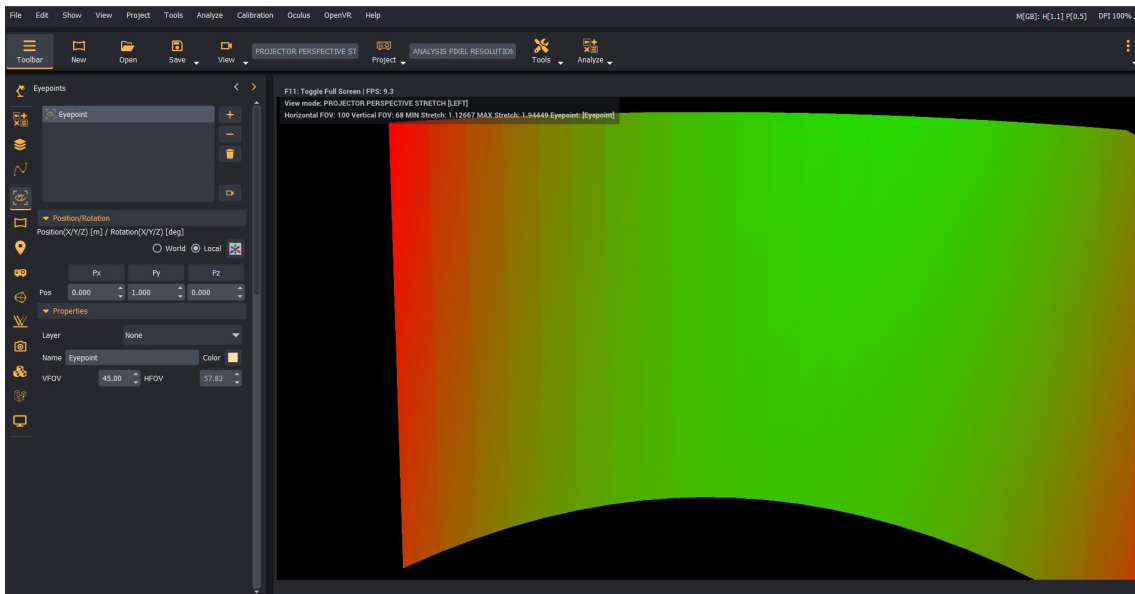 File Edit Show View Project Tools Analyze Calibration Oculus OpenVR Help
M[GB]: H[1.1] P[0.5] DPI 100%
Toolbar New Open Save View PROJECTOR PERSPECTIVE ST Project ANALYSIS PIXEL RESOLUTION Tools Analyze
Eyepoints
Eyepoint
Position/Rotation
Position(X/Y/Z) [m] / Rotation(X/Y/Z) [deg]
World Local
Px Py Pz
Pos 0.000 1.000 0.000
Properties
Layer None
Name Eyepoint Color
VFOV 45.00 HFOV 57.82
F11: Toggle Full Screen | FPS: 9.3
View mode: PROJECTOR PERSPECTIVE STRETCH [LEFT]
Horizontal FOV: 100 Vertical FOV: 68 MIN Stretch: 1.12667 MAX Stretch: 1.94449 Eyepoint: [Eyepoint]